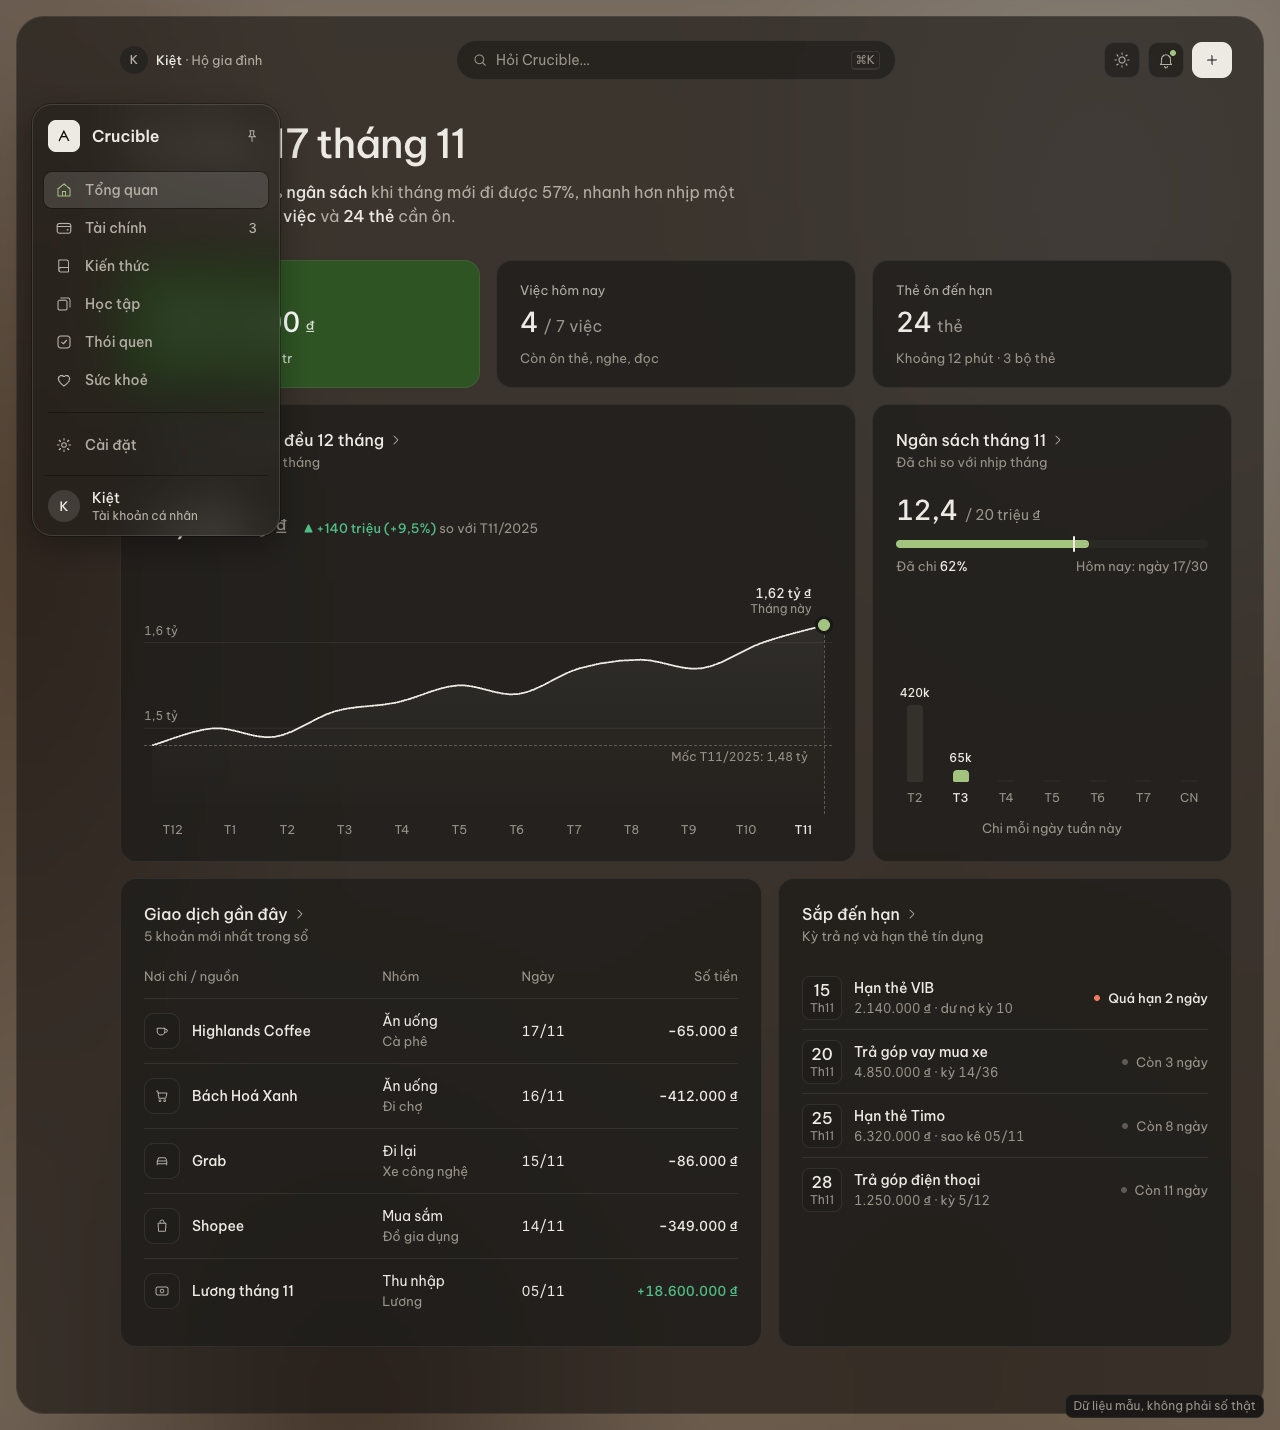 K Kiệt · Hộ gia đình
Hỏi Crucible... ⌘K
Crucible
17 tháng 11
Tổng quan
ngân sách khi tháng mới đi được 57%, nhanh hơn nhịp một
việc và 24 thẻ cần ôn.
Tài chính 3
Kiến thức
Học tập
Thói quen
Sức khoẻ
Cài đặt
K Kiệt
Tài khoản cá nhân
0 ₫
tr
Việc hôm nay
4 / 7 việc
Còn ôn thẻ, nghe, đọc
Thẻ ôn đến hạn
24 thẻ
Khoảng 12 phút · 3 bộ thẻ
đều 12 tháng
tháng
₫ ▲ +140 triệu (+9,5%) so với T11/2025
1,62 tỷ ₫
Tháng này
1,6 tỷ
1,5 tỷ
Mốc T11/2025: 1,48 tỷ
T12 T1 T2 T3 T4 T5 T6 T7 T8 T9 T10 T11
Ngân sách tháng 11
Đã chi so với nhịp tháng
12,4 / 20 triệu ₫
Đã chi 62% Hôm nay: ngày 17/30
420k
65k
T2 T3 T4 T5 T6 T7 CN
Chi mỗi ngày tuần này
Giao dịch gần đây
5 khoản mới nhất trong sổ
Nơi chi / nguồn Nhóm Ngày Số tiền
Highlands Coffee Ăn uống 17/11 -65.000 ₫
Cà phê
Bách Hoá Xanh Ăn uống 16/11 -412.000 ₫
Đi chợ
Grab Đi lại 15/11 -86.000 ₫
Xe công nghệ
Shopee Mua sắm 14/11 -349.000 ₫
Đồ gia dụng
Lương tháng 11 Thu nhập 05/11 +18.600.000 ₫
Lương
Sắp đến hạn
Kỳ trả nợ và hạn thẻ tín dụng
15 Hạn thẻ VIB Quá hạn 2 ngày
Th11 2.140.000 ₫ · dư nợ kỳ 10
20 Trả góp vay mua xe Còn 3 ngày
Th11 4.850.000 ₫ · kỳ 14/36
25 Hạn thẻ Timo Còn 8 ngày
Th11 6.320.000 ₫ · sao kê 05/11
28 Trả góp điện thoại Còn 11 ngày
Th11 1.250.000 ₫ · kỳ 5/12
Dữ liệu mẫu, không phải số thật